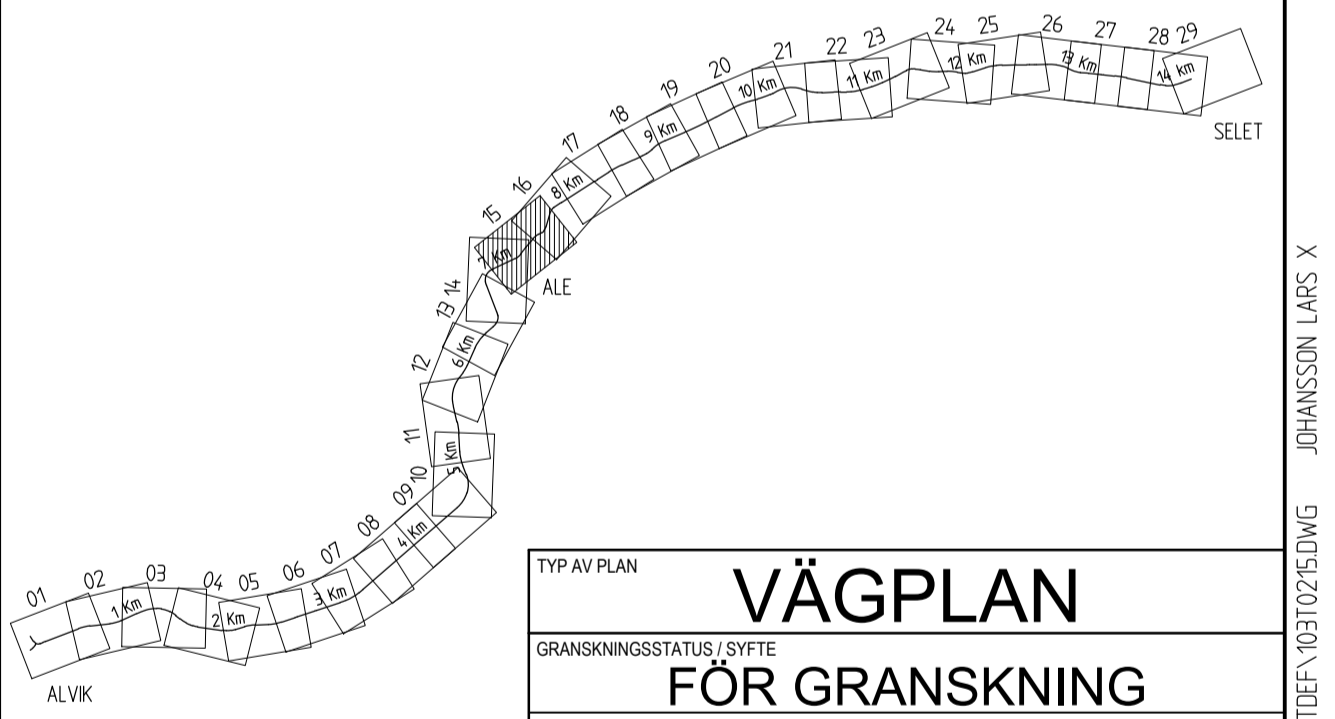 01
02
03
04
05
06
07
08
09
10
11
12
13
14
15
16
17
18
19
20
21
22
23
24
25
26
27
28
29
1 Km
2 Km
3 Km
4 Km
5 Km
6 Km
7 Km
8 Km
9 Km
10 Km
11 Km
12 Km
13 Km
14 km
ALVIK
ALE
SELET
TYP AV PLAN
VÄGPLAN
GRANSKNINGSSTATUS / SYFTE
FÖR GRANSKNING
TDEF\103T0215.DWG JOHANSSON LARS X